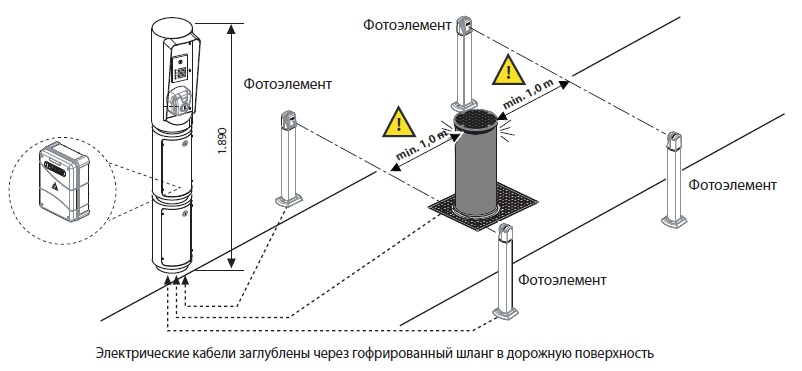 Фотоэлемент
Фотоэлемент
min. 1,0 m
min. 1,0 m
1.890
Фотоэлемент
Фотоэлемент
Электрические кабели заглублены через гофрированный шланг в дорожную поверхность